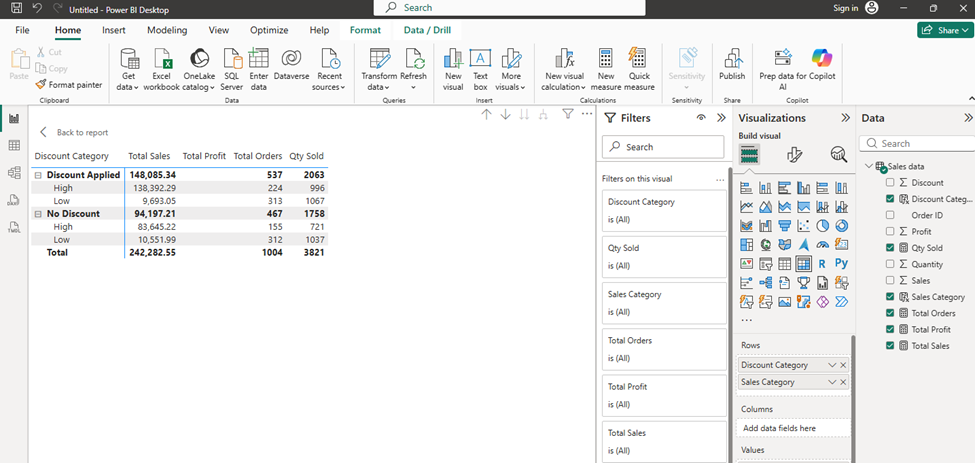 Untitled - Power BI Desktop
Search
Sign in
File Home Insert Modeling View Optimize Help Format Data / Drill
Share
Paste
Cut
Copy
Format painter
Clipboard
Get data
Excel workbook
OneLake catalog
SQL Server
Enter data
Dataverse
Recent sources
Data
Transform data
Refresh
Queries
New visual
Text box
More visuals
Insert
New visual calculation
New measure
Quick measure
Calculations
Sensitivity
Sensitivity
Publish
Share
Prep data for AI
Copilot
Copilot
Back to report
Discount Category Total Sales Total Profit Total Orders Qty Sold
Discount Applied 148,085.34 537 2063
High 138,392.29 224 996
Low 9,693.05 313 1067
No Discount 94,197.21 467 1758
High 83,645.22 155 721
Low 10,551.99 312 1037
Total 242,282.55 1004 3821
Filters
Search
Filters on this visual
Discount Category
is (All)
Qty Sold
is (All)
Sales Category
is (All)
Total Orders
is (All)
Total Profit
is (All)
Total Sales
is (All)
Visualizations
Build visual
R
Py
Rows
Discount Category
Sales Category
Columns
Add data fields here
Values
Data
Search
Sales data
Discount
Discount Categ...
Order ID
Profit
Qty Sold
Quantity
Sales
Sales Category
Total Orders
Total Profit
Total Sales